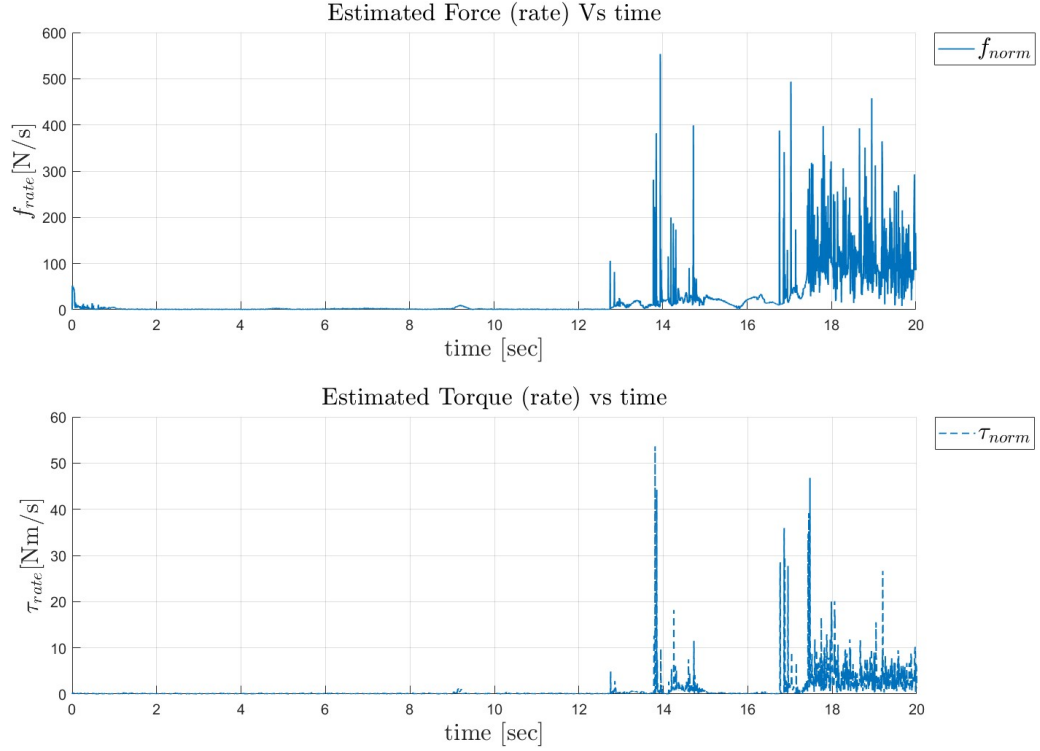 Estimated Force (rate) Vs time
f_norm
600
500
400
300
200
100
0
f_rate[N/s]
0 2 4 6 8 10 12 14 16 18 20
time [sec]
Estimated Torque (rate) vs time
τ_norm
60
50
40
30
20
10
0
τ_rate[Nm/s]
0 2 4 6 8 10 12 14 16 18 20
time [sec]